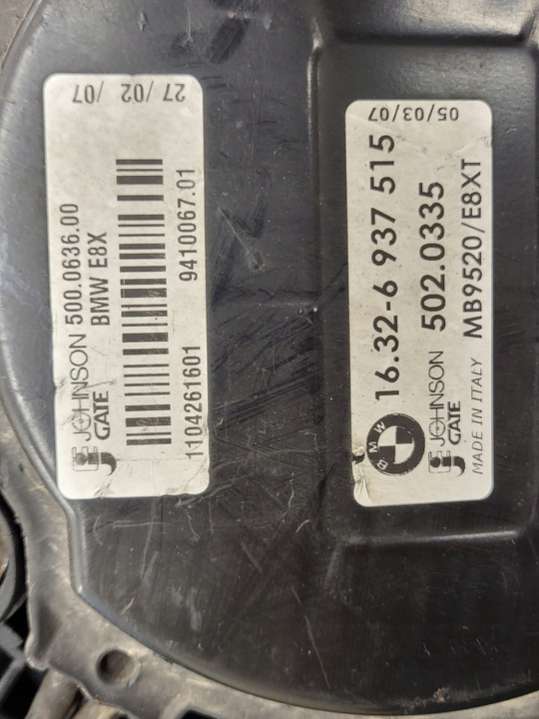 JOHNSON 500.0636.00
GATE BMW E8X
1104261601 9410067.01
27/02/07
BMW
16.32-6 937 515
JOHNSON 502.0335
GATE
MADE IN ITALY MB9520/E8XT
05/03/07